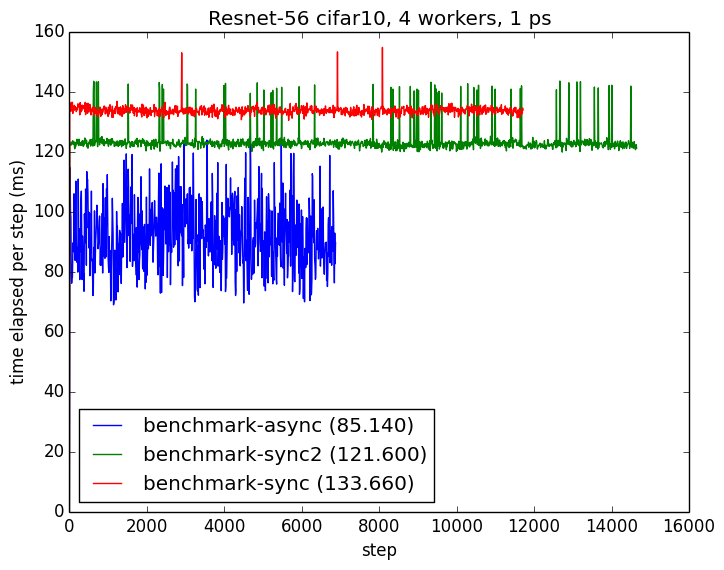 Resnet-56 cifar10, 4 workers, 1 ps
160
140
120
100
80
60
40
20
0
time elapsed per step (ms)
benchmark-async (85.140)
benchmark-sync2 (121.600)
benchmark-sync (133.660)
0 2000 4000 6000 8000 10000 12000 14000 16000
step